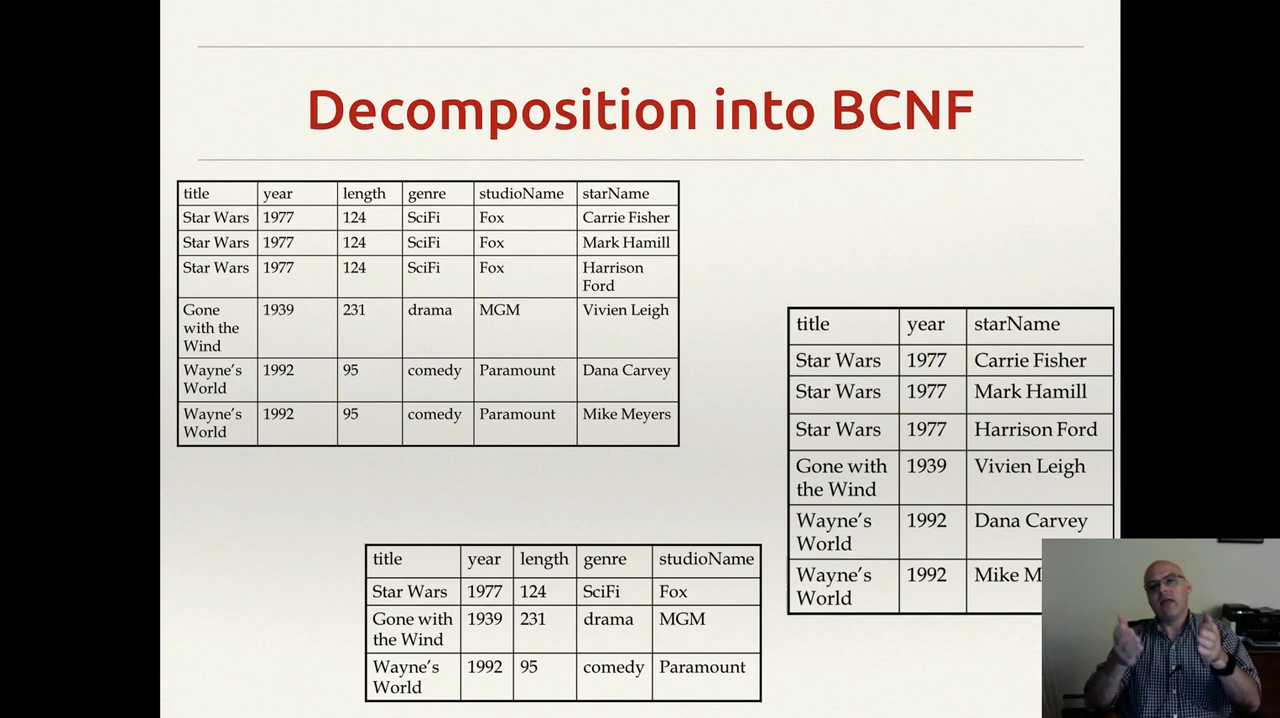 Decomposition into BCNF
title year length genre studioName starName
Star Wars 1977 124 SciFi Fox Carrie Fisher
Star Wars 1977 124 SciFi Fox Mark Hamill
Star Wars 1977 124 SciFi Fox Harrison
Ford
Gone 1939 231 drama MGM Vivien Leigh
with the
Wind
Wayne's 1992 95 comedy Paramount Dana Carvey
World
Wayne's 1992 95 comedy Paramount Mike Meyers
World
title year starName
Star Wars 1977 Carrie Fisher
Star Wars 1977 Mark Hamill
Star Wars 1977 Harrison Ford
Gone with 1939 Vivien Leigh
the Wind
Wayne's 1992 Dana Carvey
World
Wayne's 1992 Mike M
World
title year length genre studioName
Star Wars 1977 124 SciFi Fox
Gone with 1939 231 drama MGM
the Wind
Wayne's 1992 95 comedy Paramount
World